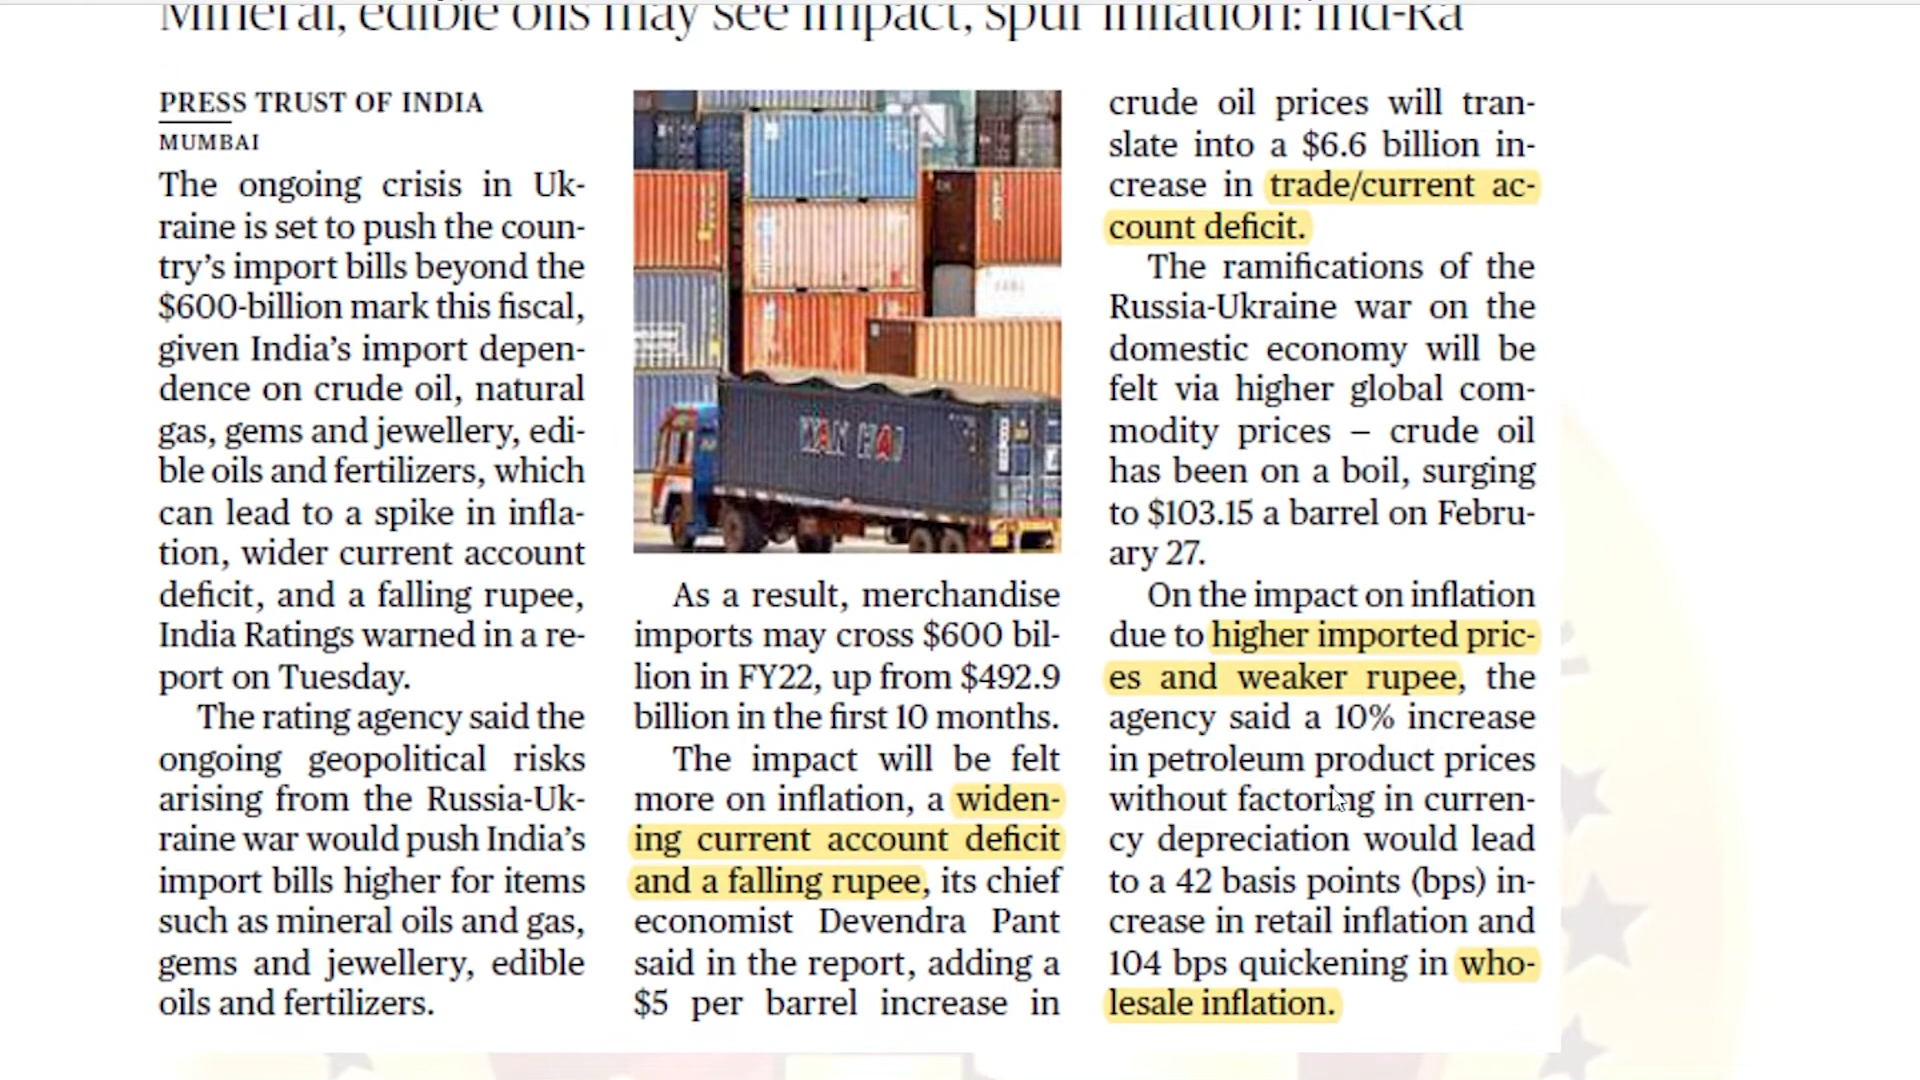 Mineral, edible oils may see impact, spur inflation: Ind-Ra
PRESS TRUST OF INDIA
MUMBAI
The ongoing crisis in Uk-
raine is set to push the coun-
try's import bills beyond the
$600-billion mark this fiscal,
given India's import depen-
dence on crude oil, natural
gas, gems and jewellery, edi-
ble oils and fertilizers, which
can lead to a spike in infla-
tion, wider current account
deficit, and a falling rupee,
India Ratings warned in a re-
port on Tuesday.
The rating agency said the
ongoing geopolitical risks
arising from the Russia-Uk-
raine war would push India's
import bills higher for items
such as mineral oils and gas,
gems and jewellery, edible
oils and fertilizers.
WAN HAI
As a result, merchandise
imports may cross $600 bil-
lion in FY22, up from $492.9
billion in the first 10 months.
The impact will be felt
more on inflation, a widen-
ing current account deficit
and a falling rupee, its chief
economist Devendra Pant
said in the report, adding a
$5 per barrel increase in
crude oil prices will tran-
slate into a $6.6 billion in-
crease in trade/current ac-
count deficit.
The ramifications of the
Russia-Ukraine war on the
domestic economy will be
felt via higher global com-
modity prices – crude oil
has been on a boil, surging
to $103.15 a barrel on Febru-
ary 27.
On the impact on inflation
due to higher imported pric-
es and weaker rupee, the
agency said a 10% increase
in petroleum product prices
without factoring in curren-
cy depreciation would lead
to a 42 basis points (bps) in-
crease in retail inflation and
104 bps quickening in who-
lesale inflation.